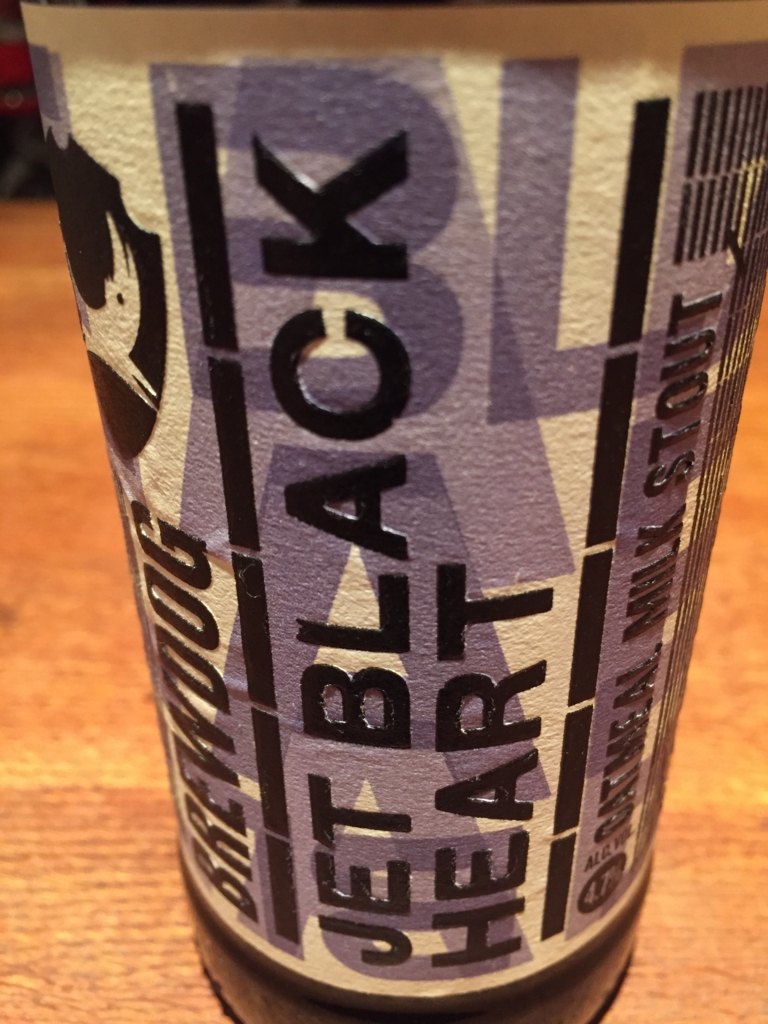 BREWDOG
JET BLACK
HEART
OATMEAL MILK STOUT
ALC. VOL.
4.7%